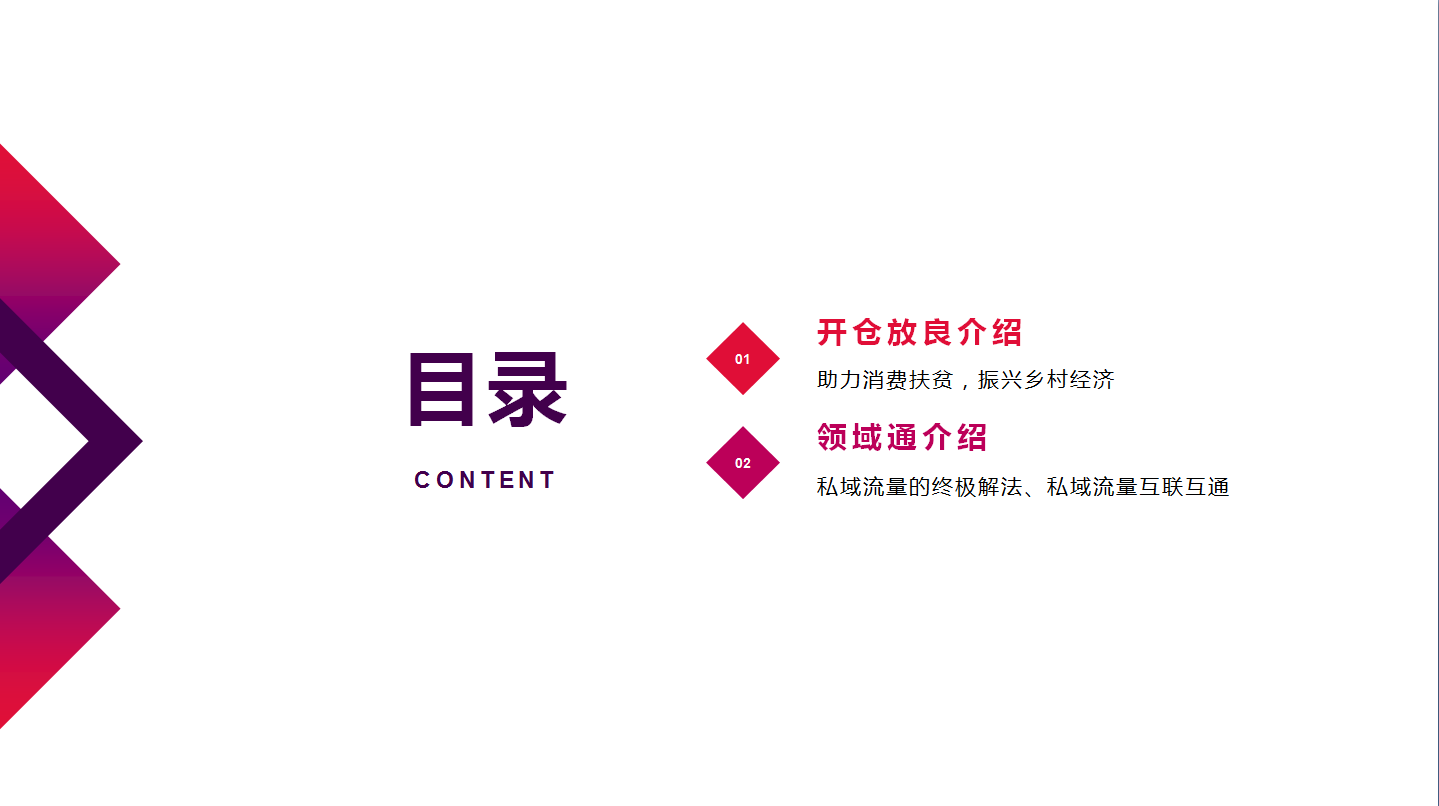 目录
CONTENT
01
开仓放良介绍
助力消费扶贫，振兴乡村经济
02
领域通介绍
私域流量的终极解法、私域流量互联互通